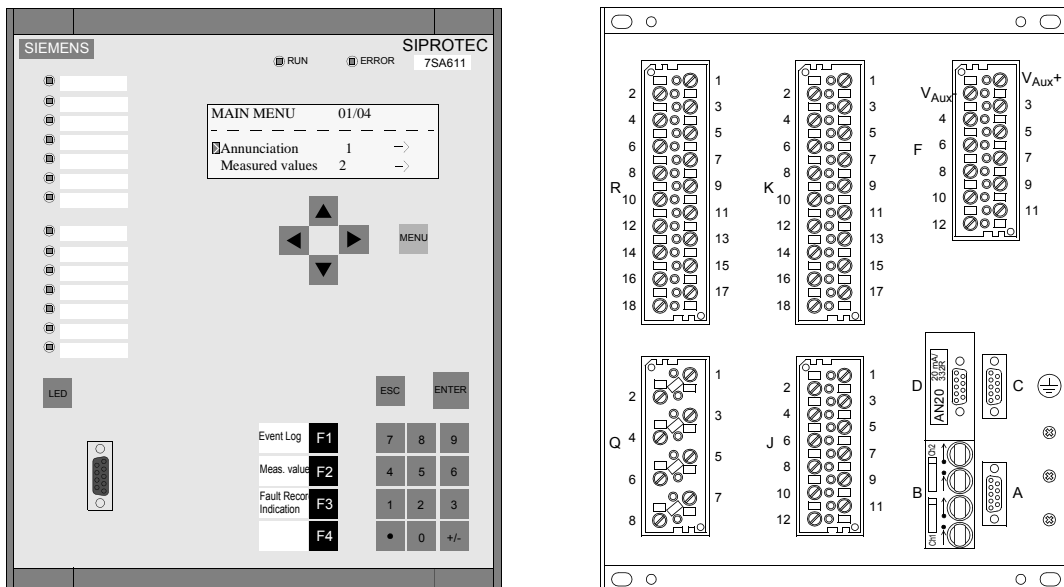 SIEMENS
SIPROTEC
RUN
ERROR
7SA611
MAIN MENU 01/04
Annunciation 1
Measured values 2
MENU
LED
ESC
ENTER
Event Log F1
7 8 9
Meas. value F2
4 5 6
Fault Recor
Indication
F3
1 2 3
F4
0 +/-
R
1
2
3
4
5
6
7
8
9
10
11
12
13
14
15
16
17
18
K
1
2
3
4
5
6
7
8
9
10
11
12
13
14
15
16
17
18
F
VAux+
VAux-
3
4
5
6
7
8
9
10
11
12
Q
1
2
3
4
5
6
7
8
J
1
2
3
4
5
6
7
8
9
10
11
12
D
AN20
20 mA/
332R
C
B
Ch2
Ch1
A